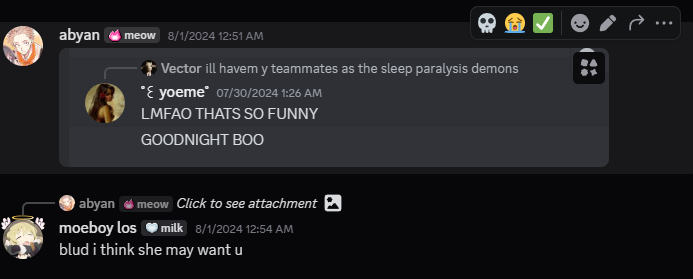 abyan meow 8/1/2024 12:51 AM
Vector ill havem y teammates as the sleep paralysis demons
yoeme 07/30/2024 1:26 AM
LMFAO THATS SO FUNNY
GOODNIGHT BOO
abyan meow Click to see attachment
moeboy los milk 8/1/2024 12:54 AM
blud i think she may want u